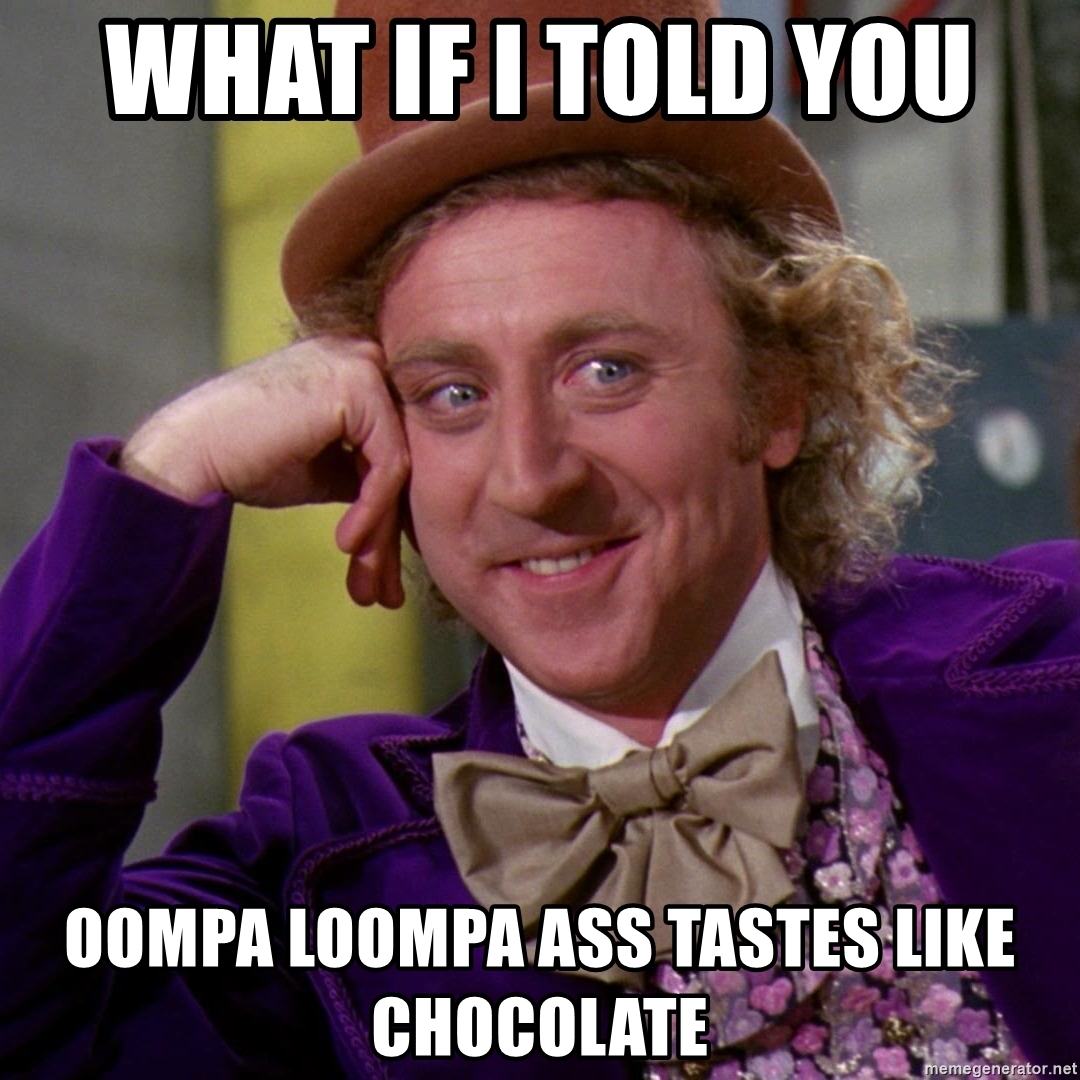 WHAT IF I TOLD YOU
OOMPA LOOMPA ASS TASTES LIKE
CHOCOLATE
memegenerator.net